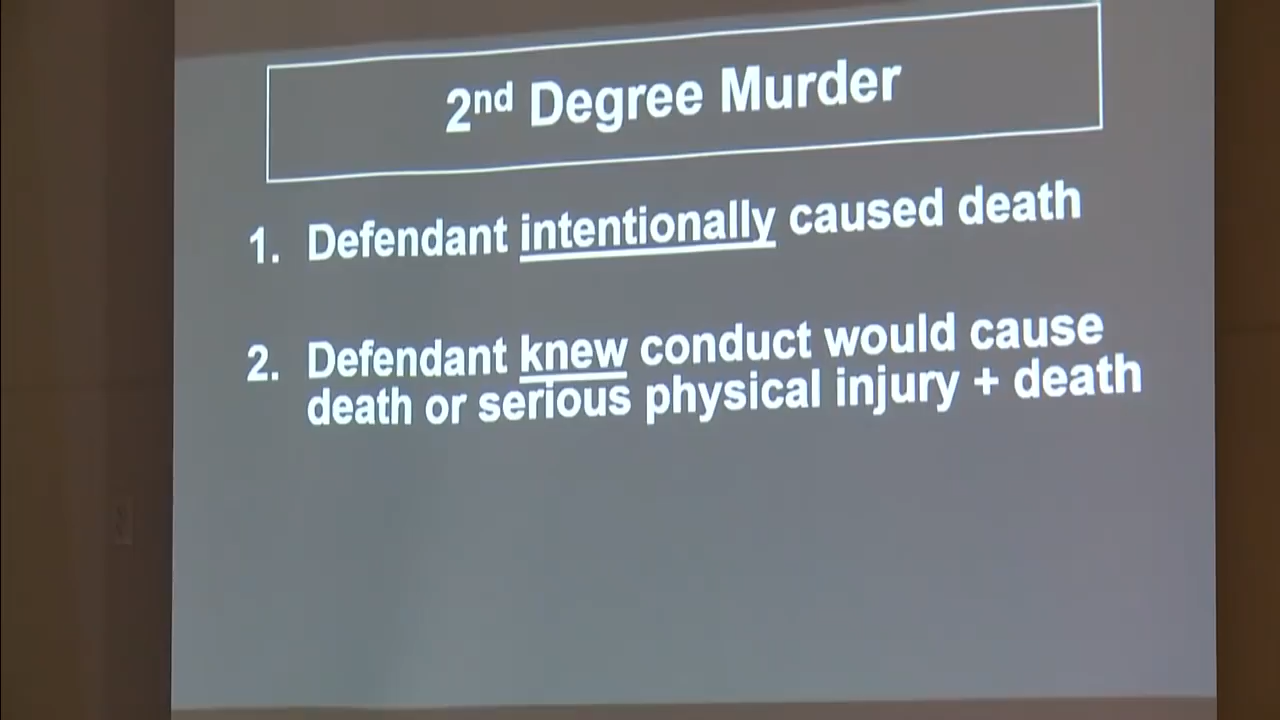 2nd Degree Murder
1. Defendant intentionally caused death
2. Defendant knew conduct would cause
death or serious physical injury + death